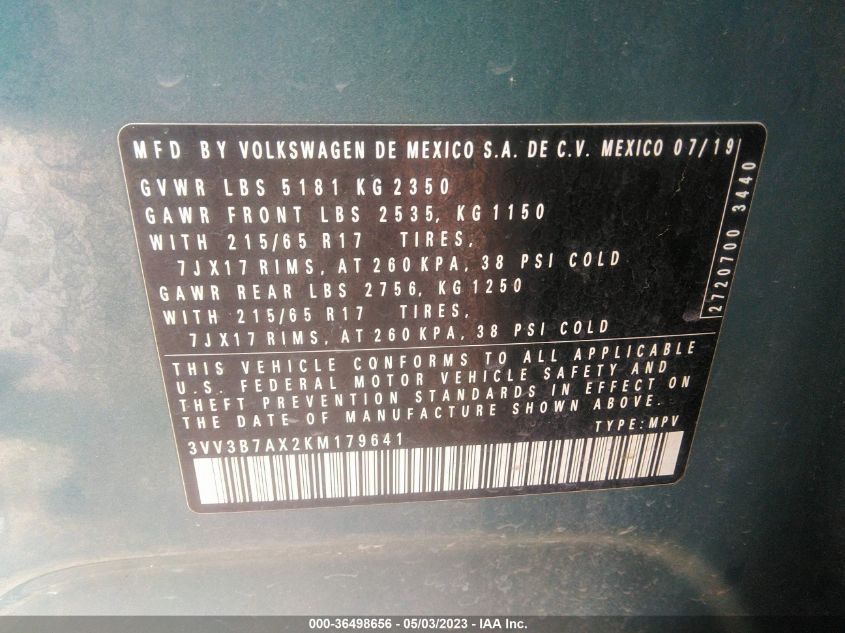 MFD BY VOLKSWAGEN DE MEXICO S.A. DE C.V. MEXICO 07/19
GVWR LBS 5181 KG 2350
GAWR FRONT LBS 2535, KG 1150
WITH 215/65 R17 TIRES,
7JX17 RIMS, AT 260 KPA, 38 PSI COLD
GAWR REAR LBS 2756, KG 1250
WITH 215/65 R17 TIRES,
7JX17 RIMS, AT 260 KPA, 38 PSI COLD
2720700 3440
THIS VEHICLE CONFORMS TO ALL APPLICABLE
U.S. FEDERAL MOTOR VEHICLE SAFETY AND
THEFT PREVENTION STANDARDS IN EFFECT ON
THE DATE OF MANUFACTURE SHOWN ABOVE.
3VV3B7AX2KM179641 TYPE: MPV
000-36498656 - 05/03/2023 - IAA Inc.